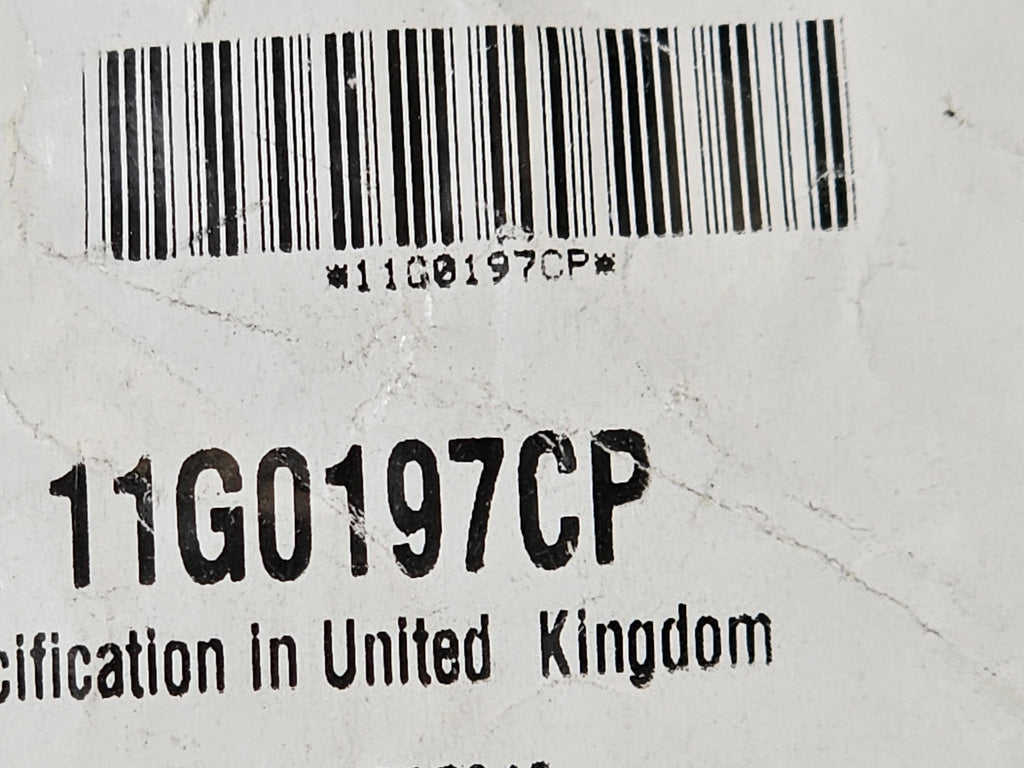 *11G0197CP*
11G0197CP
cification in United Kingdom